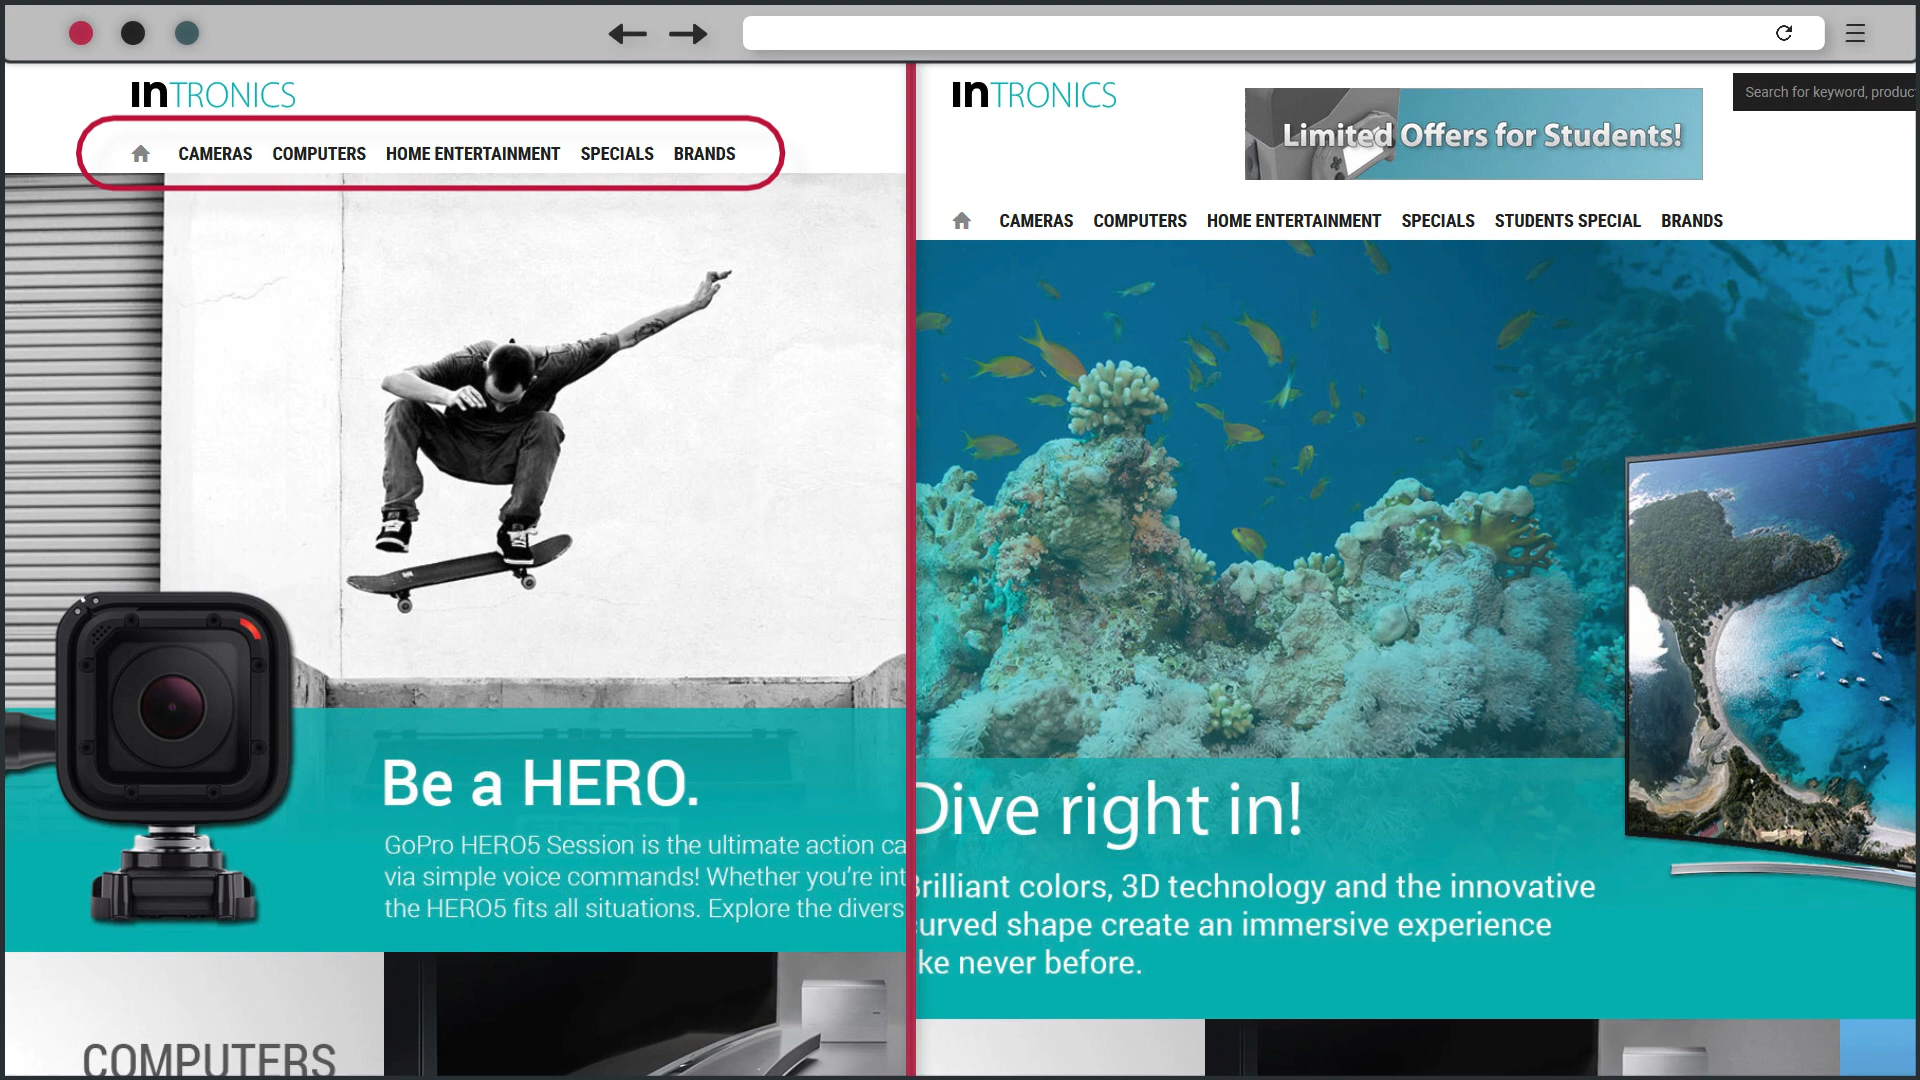 inTRONICS
CAMERAS COMPUTERS HOME ENTERTAINMENT SPECIALS BRANDS
Be a HERO.
GoPro HERO5 Session is the ultimate action ca
via simple voice commands! Whether you're int
the HERO5 fits all situations. Explore the divers
COMPUTERS
inTRONICS
Limited Offers for Students!
Search for keyword, produc
CAMERAS COMPUTERS HOME ENTERTAINMENT SPECIALS STUDENTS SPECIAL BRANDS
Dive right in!
Brilliant colors, 3D technology and the innovative
curved shape create an immersive experience
ke never before.